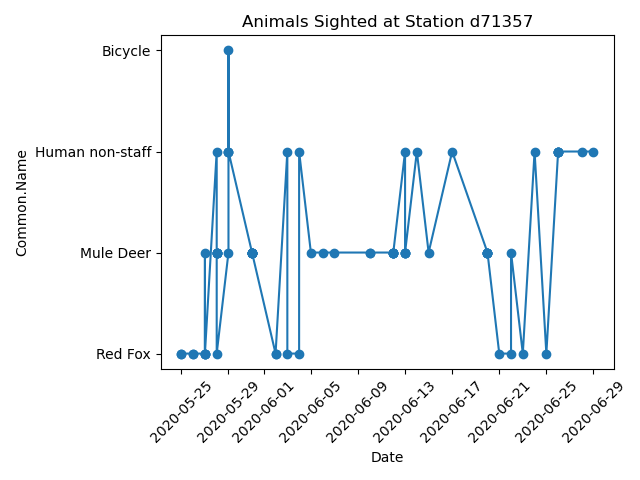 Animals Sighted at Station d71357
Common.Name
Bicycle
Human non-staff
Mule Deer
Red Fox
2020-05-25
2020-05-29
2020-06-01
2020-06-05
2020-06-09
2020-06-13
2020-06-17
2020-06-21
2020-06-25
2020-06-29
Date